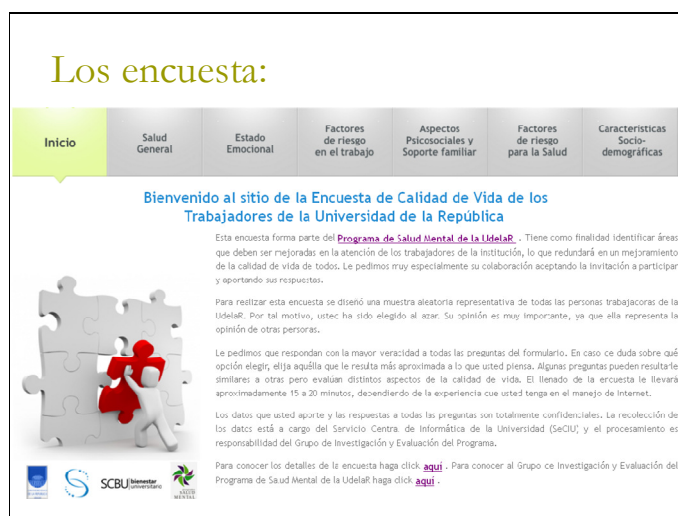 Los encuesta:
Inicio
Salud
General
Estado
Emocional
Factores
de riesgo
en el trabajo
Aspectos
Psicosociales y
Soporte familiar
Factores
de riesgo
para la Salud
Características
Socio-
demográficas
Bienvenido al sitio de la Encuesta de Calidad de Vida de los
Trabajadores de la Universidad de la República
Esta encuesta forma parte del Programa de Salud Mental de la UdelaR . Tiene como finalidad identificar áreas
que deben ser mejoradas en la atención de los trabajadores de la institución, lo que redundará en un mejoramiento
de la calidad de vida de todos. Le pedimos muy especialmente su colaboración aceptando la invitación a participar
y aportando sus respuestas.
Para realizar esta encuesta se diseñó una muestra aleatoria representativa de todas las personas trabajadoras de la
UdelaR. Por tal motivo, usted ha sido elegido al azar. Su opinión es muy importante, ya que ella representa la
opinión de otras personas.
Le pedimos que respondan con la mayor veracidad a todas las preguntas del formulario. En caso de duda sobre qué
opción elegir, elija aquélla que le resulta más aproximada a lo que usted piensa. Algunas preguntan pueden resultarle
similares a otras pero evalúan distintos aspectos de la calidad de vida. El llenado de la encuesta le llevará
aproximadamente 15 a 20 minutos, dependiendo de la experiencia que usted tenga en el manejo de Internet.
Los datos que usted aporte y las respuestas a todas las preguntas son totalmente confidenciales. La recolección de
los datos está a cargo del Servicio Central de Informática de la Universidad (SeCIU) y el procesamiento es
responsabilidad del Grupo de Investigación y Evaluación del Programa.
Para conocer los detalles de la encuesta haga click aquí . Para conocer al Grupo de Investigación y Evaluación del
Programa de Salud Mental de la UdelaR haga click aquí .
SCBU bienestar
universitario
SALUD
MENTAL